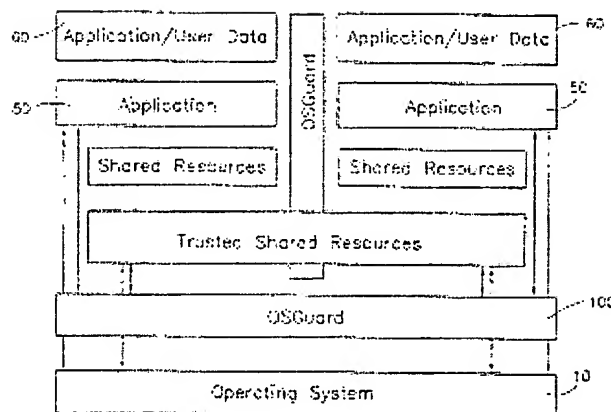 60 Application/User Data Application/User Data 60
50 Application OSGuard Application 50
Shared Resources Shared Resources
Trusted Shared Resources
OSGuard 100
Operating System 10